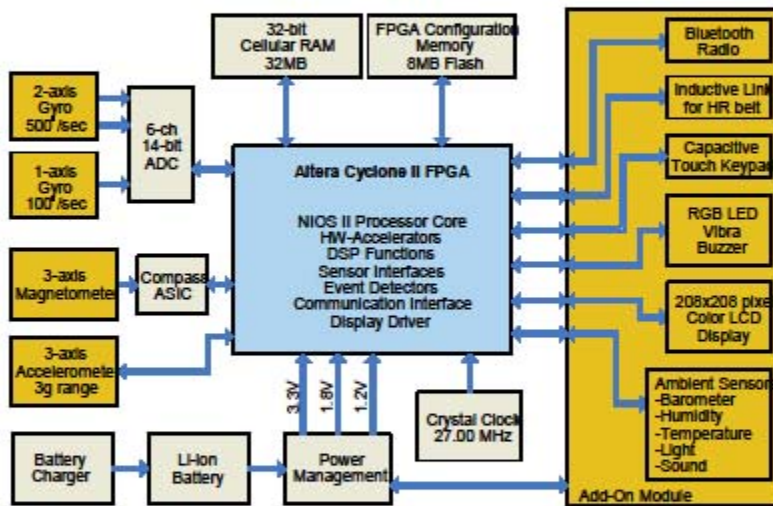 32-bit
Cellular RAM
32MB
FPGA Configuration
Memory
8MB Flash
2-axis
Gyro
500°/sec
6-ch
14-bit
ADC
1-axis
Gyro
100°/sec
3-axis
Magnetometer
Compass
ASIC
3-axis
Accelerometer
3g range
Altera Cyclone II FPGA
NIOS II Processor Core
HW-Accelerators
DSP Functions
Sensor Interfaces
Event Detectors
Communication Interface
Display Driver
3.3V
1.8V
1.2V
Crystal Clock
27.00 MHz
Battery
Charger
Li-Ion
Battery
Power
Management
Bluetooth
Radio
Inductive Link
for HR belt
Capacitive
Touch Keypad
RGB LED
Vibra
Buzzer
208x208 pixel
Color LCD
Display
Ambient Sensor
-Barometer
-Humidity
-Temperature
-Light
-Sound
Add-On Module